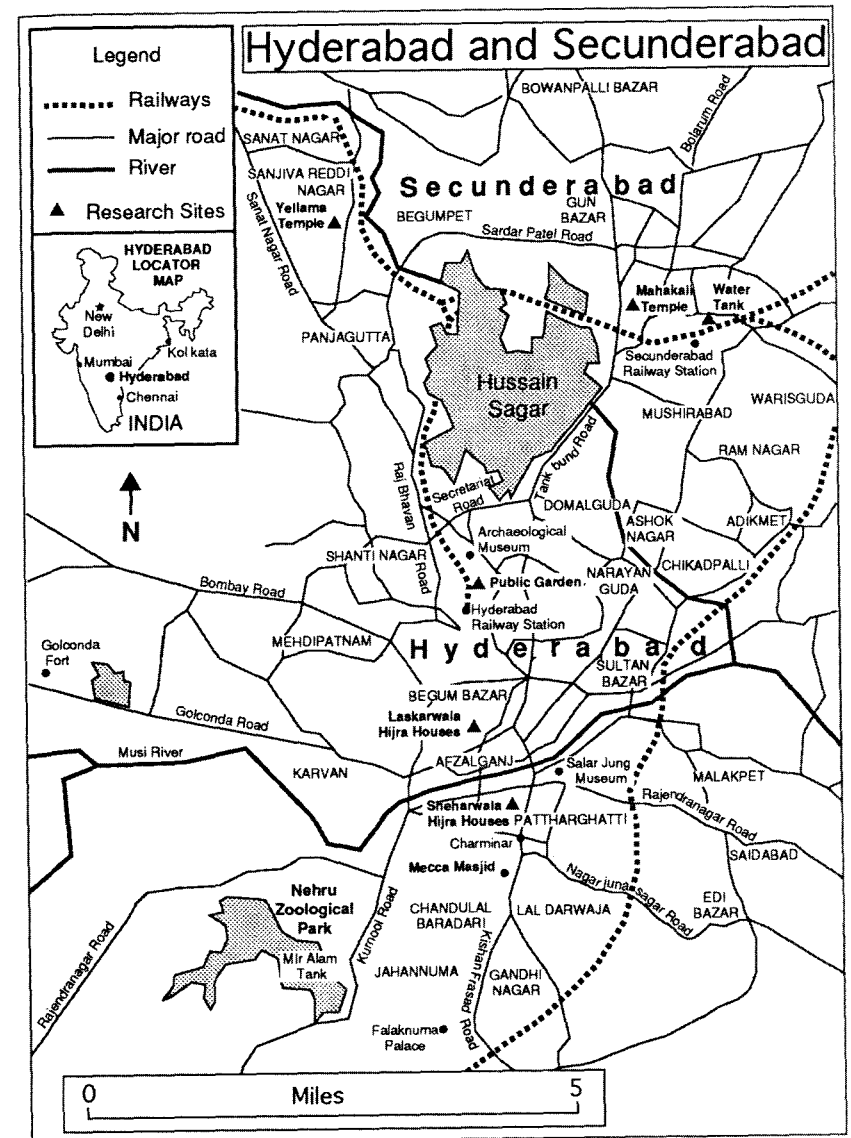 Hyderabad and Secunderabad
Legend
Railways
Major road
River
Research Sites
HYDERABAD
LOCATOR
MAP
New
Delhi
Kolkata
Mumbai
Hyderabad
Chennai
INDIA
N
BOWANPALLI BAZAR
Bolarum Road
SANAT NAGAR
SANJIVA REDDI
NAGAR
Yellama
Temple
Sanat Nagar Road
Secunderabad
BEGUMPET
GUN
BAZAR
Sardar Patel Road
Mahakali
Temple
Water
Tank
PANJAGUTTA
Secunderabad
Railway Station
Hussain
Sagar
WARISGUDA
MUSHIRABAD
RAM NAGAR
Tank bund Road
Raj Bhavan
Road
Secretariat
Road
DOMALGUDA
ASHOK
NAGAR
ADIKMET
Archaeological
Museum
SHANTI NAGAR
CHIKADPALLI
NARAYAN
GUDA
Public Garden
Bombay Road
Hyderabad
Railway Station
Golconda
Fort
MEHDIPATNAM
Hyderabad
SULTAN
BAZAR
BEGUM BAZAR
Golconda Road
Laskarwala
Hijra Houses
Musi River
AFZALGANJ
KARVAN
Salar Jung
Museum
MALAKPET
Rajendranagar Road
Sheharwala
Hijra Houses
PATTHARGHATTI
Charminar
SAIDABAD
Mecca Masjid
Nagarjuna Sagar Road
Nehru
Zoological
Park
Kurnool Road
CHANDULAL
BARADARI
LAL DARWAJA
EDI
BAZAR
Rajendranagar Road
Mir Alam
Tank
JAHANNUMA
Kishan Prasad Road
GANDHI
NAGAR
Falaknuma
Palace
0
Miles
5